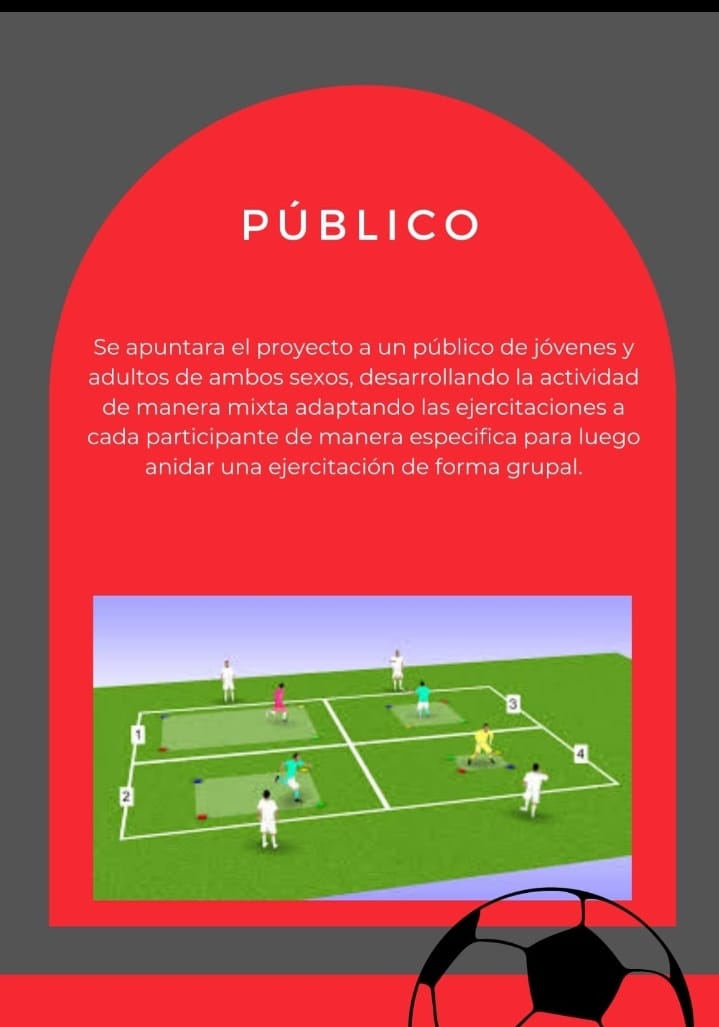 PÚBLICO
Se apuntara el proyecto a un público de jóvenes y
adultos de ambos sexos, desarrollando la actividad
de manera mixta adaptando las ejercitaciones a
cada participante de manera especifica para luego
anidar una ejercitación de forma grupal.
1
2
3
4